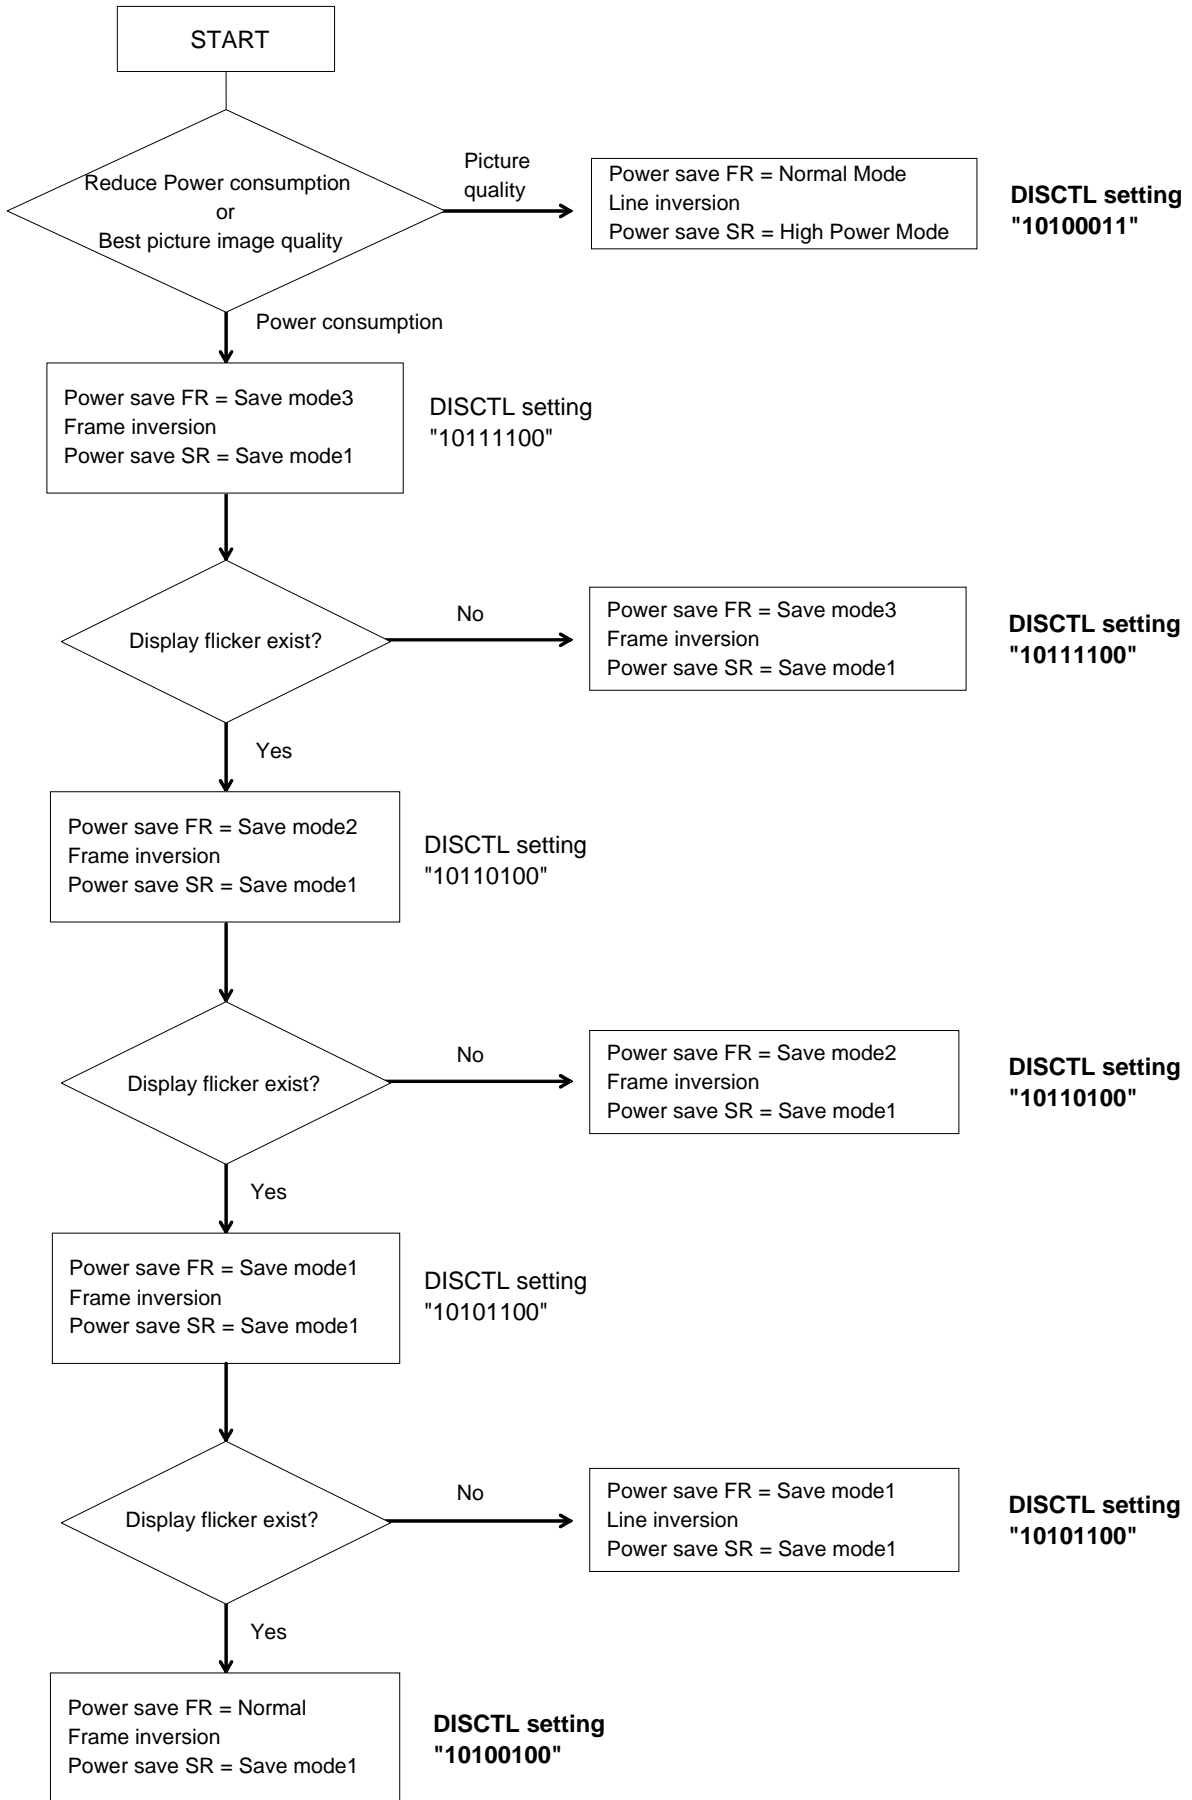 START
Reduce Power consumption
or
Best picture image quality
Picture
quality
Power save FR = Normal Mode
Line inversion
Power save SR = High Power Mode
DISCTL setting
"10100011"
Power consumption
Power save FR = Save mode3
Frame inversion
Power save SR = Save mode1
DISCTL setting
"10111100"
Display flicker exist?
No
Power save FR = Save mode3
Frame inversion
Power save SR = Save mode1
DISCTL setting
"10111100"
Yes
Power save FR = Save mode2
Frame inversion
Power save SR = Save mode1
DISCTL setting
"10110100"
Display flicker exist?
No
Power save FR = Save mode2
Frame inversion
Power save SR = Save mode1
DISCTL setting
"10110100"
Yes
Power save FR = Save mode1
Frame inversion
Power save SR = Save mode1
DISCTL setting
"10101100"
Display flicker exist?
No
Power save FR = Save mode1
Line inversion
Power save SR = Save mode1
DISCTL setting
"10101100"
Yes
Power save FR = Normal
Frame inversion
Power save SR = Save mode1
DISCTL setting
"10100100"